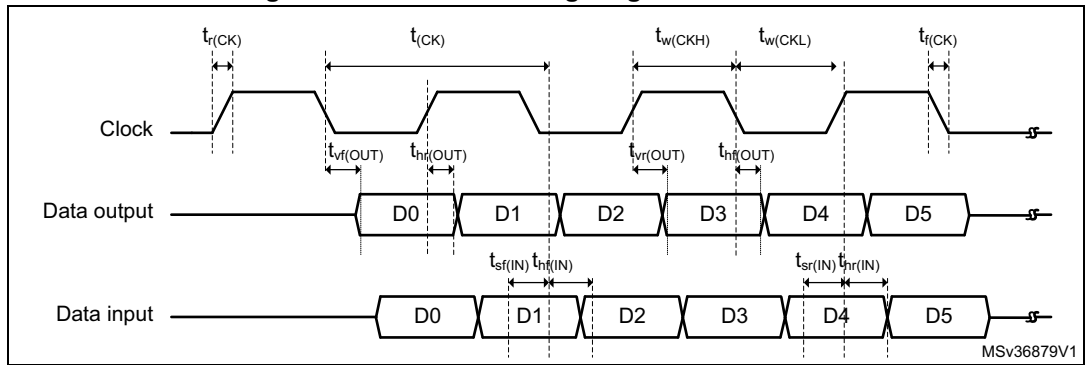 tr(CK) t(CK) tw(CKH) tw(CKL) tf(CK)
Clock
tvf(OUT) thr(OUT) tvr(OUT) thf(OUT)
Data output D0 D1 D2 D3 D4 D5
tsf(IN) thf(IN) tsr(IN) thr(IN)
Data input D0 D1 D2 D3 D4 D5
MSv36879V1